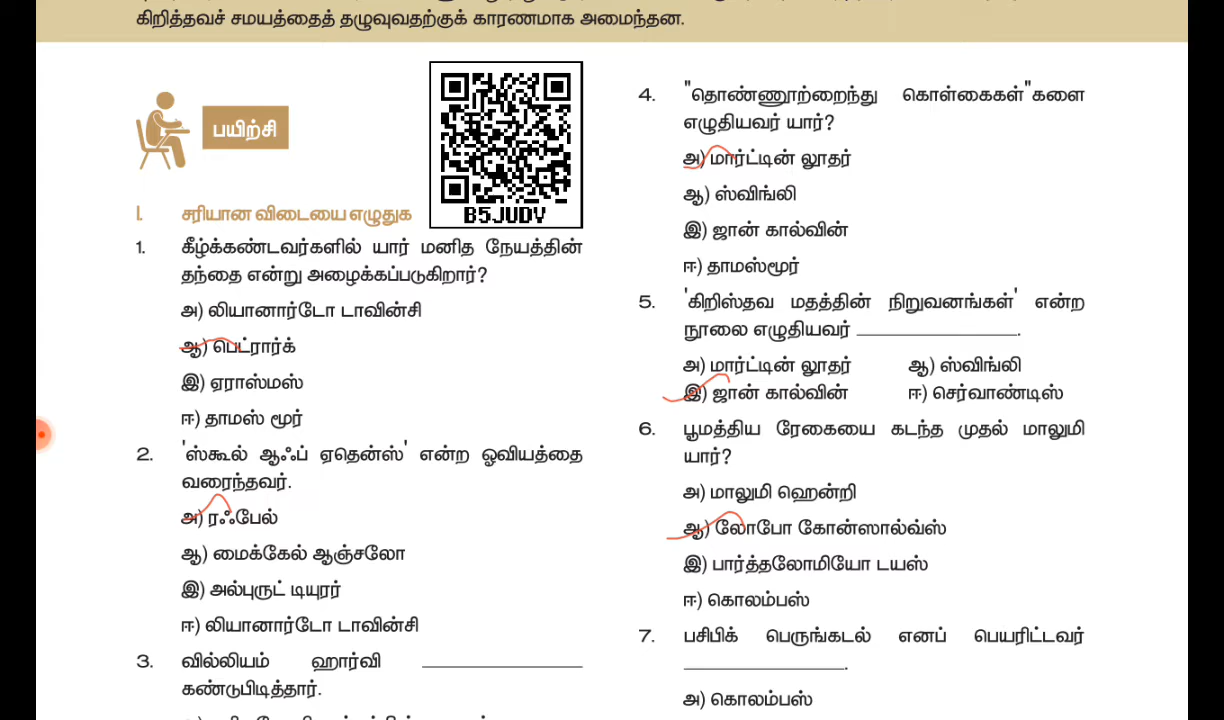 கிறித்தவச் சமயத்தைத் தழுவுவதற்குக் காரணமாக அமைந்தன.
பயிற்சி
B5JUDV
I. சரியான விடையை எழுதுக
1. கீழ்க்கண்டவர்களில் யார் மனித நேயத்தின்
தந்தை என்று அழைக்கப்படுகிறார்?
அ) லியானார்டோ டாவின்சி
ஆ) பெட்ரார்க்
இ) ஏராஸ்மஸ்
ஈ) தாமஸ் மூர்
2. 'ஸ்கூல் ஆஃப் ஏதென்ஸ்' என்ற ஓவியத்தை
வரைந்தவர்.
அ) ரஃபேல்
ஆ) மைக்கேல் ஆஞ்சலோ
இ) அல்புருட் டியுரர்
ஈ) லியானார்டோ டாவின்சி
3. வில்லியம் ஹார்வி ____________
கண்டுபிடித்தார்.
4. "தொண்ணூற்றைந்து கொள்கைகள்"களை
எழுதியவர் யார்?
அ) மார்ட்டின் லூதர்
ஆ) ஸ்விங்லி
இ) ஜான் கால்வின்
ஈ) தாமஸ்மூர்
5. 'கிறிஸ்தவ மதத்தின் நிறுவனங்கள்' என்ற
நூலை எழுதியவர் ____________.
அ) மார்ட்டின் லூதர் ஆ) ஸ்விங்லி
இ) ஜான் கால்வின் ஈ) செர்வாண்டிஸ்
6. பூமத்திய ரேகையை கடந்த முதல் மாலுமி
யார்?
அ) மாலுமி ஹென்றி
ஆ) லோபோ கோன்ஸால்வ்ஸ்
இ) பார்த்தலோமியோ டயஸ்
ஈ) கொலம்பஸ்
7. பசிபிக் பெருங்கடல் எனப் பெயரிட்டவர்
____________.
அ) கொலம்பஸ்